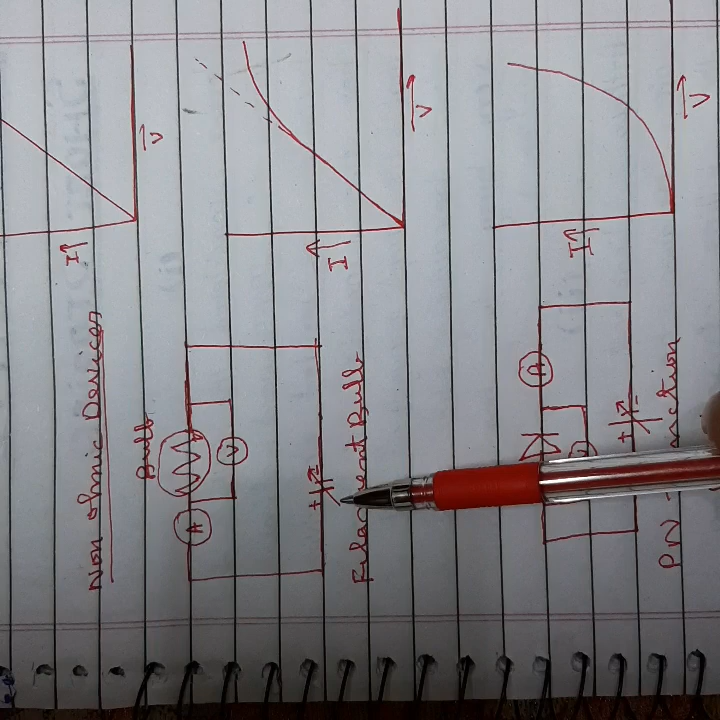 I
V
Non ohmic Devices
Bulb
A
V
+
Filament Bulb
I
V
A
V
+
PN
I
V